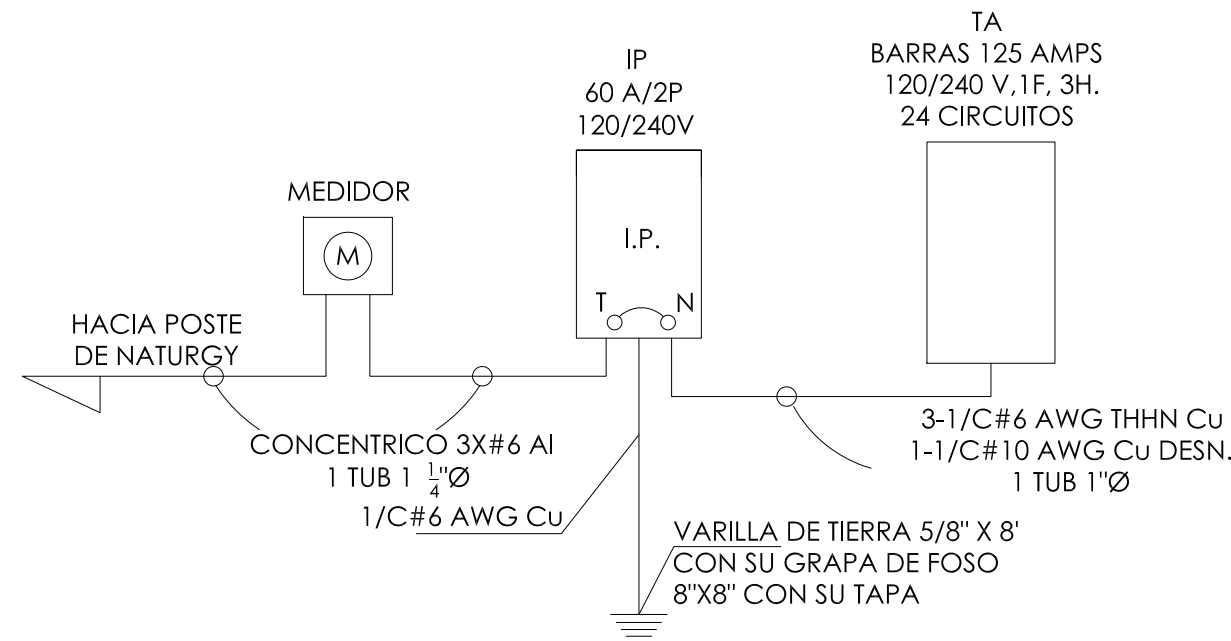 TA
BARRAS 125 AMPS
120/240 V,1F, 3H.
24 CIRCUITOS
IP
60 A/2P
120/240V
MEDIDOR
M
I.P.
T N
HACIA POSTE
DE NATURGY
CONCENTRICO 3X#6 Al
1 TUB 1 1/4"Ø
1/C#6 AWG Cu
3-1/C#6 AWG THHN Cu
1-1/C#10 AWG Cu DESN.
1 TUB 1"Ø
VARILLA DE TIERRA 5/8" X 8'
CON SU GRAPA DE FOSO
8"X8" CON SU TAPA